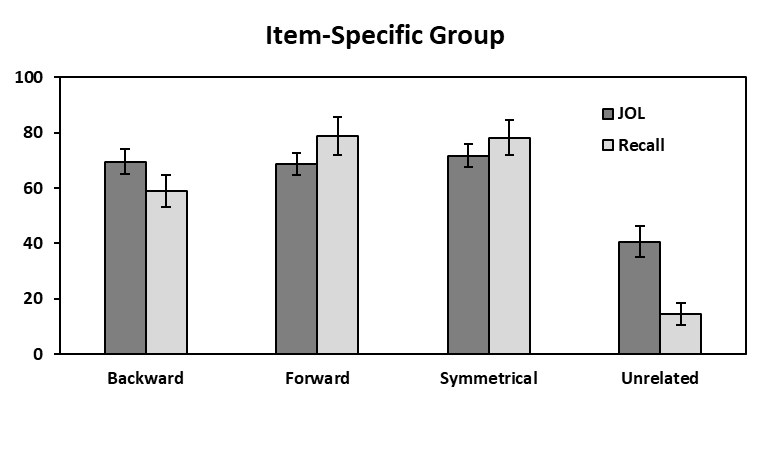 Item-Specific Group
100
80
60
40
20
0
JOL
Recall
Backward
Forward
Symmetrical
Unrelated